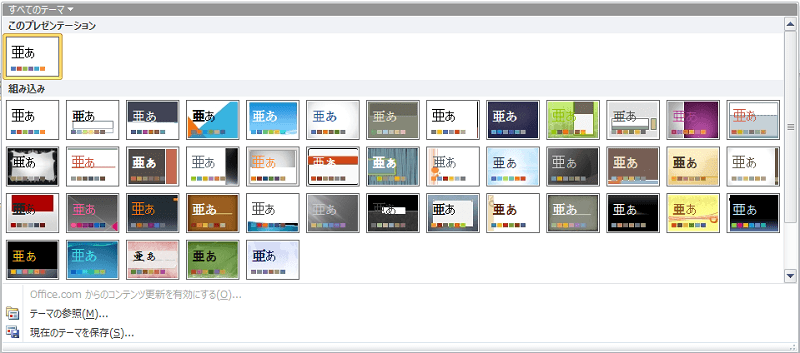 すべてのテーマ
このプレゼンテーション
亜あ
組み込み
亜あ 亜あ 亜あ 亜あ 亜あ 亜あ 亜あ 亜あ 亜あ 亜あ 亜あ 亜あ 亜あ
亜あ 亜あ 亜あ 亜あ 亜あ 亜あ 亜あ 亜あ 亜あ 亜あ 亜あ 亜あ 亜あ
亜あ 亜あ 亜あ 亜あ 亜あ 亜あ 亜あ 亜あ 亜あ 亜あ 亜あ 亜あ 亜あ
亜あ 亜あ 亜あ 亜あ 亜あ
Office.com からのコンテンツ更新を有効にする(O)...
テーマの参照(M)...
現在のテーマを保存(S)...